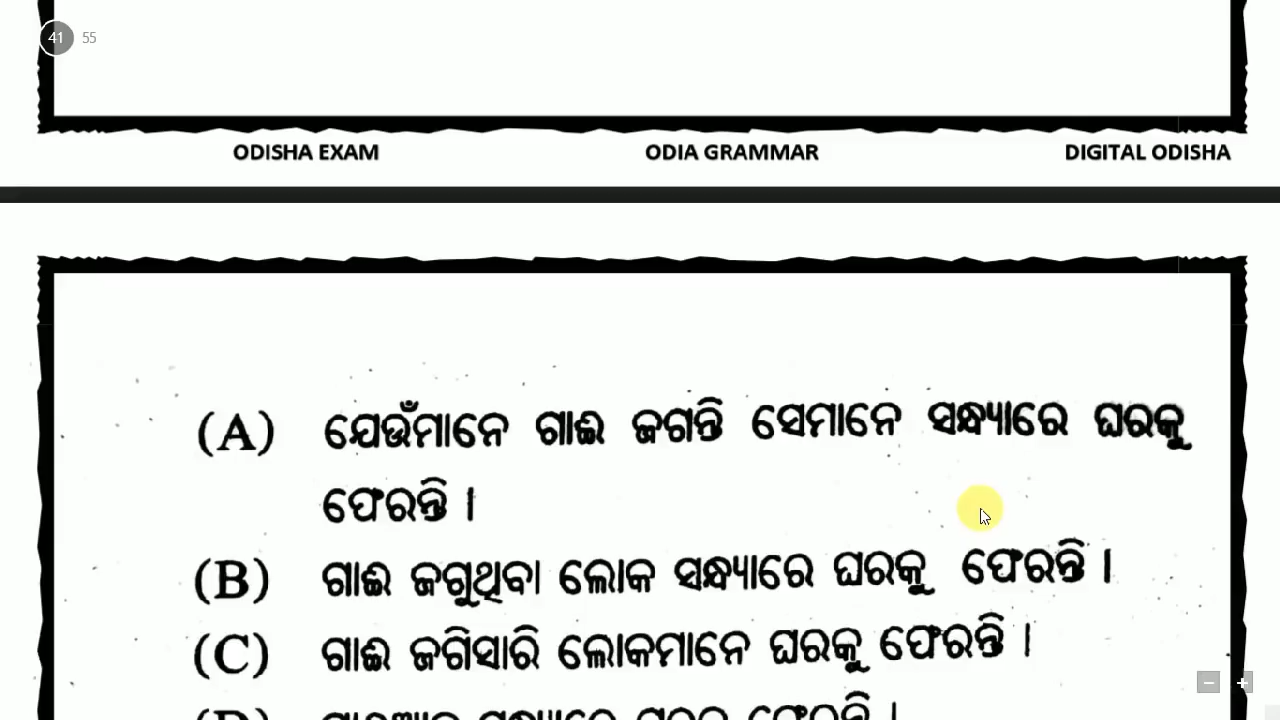 41 55
ODISHA EXAM ODIA GRAMMAR DIGITAL ODISHA
(A) ଯେଉଁମାନେ ଗାଈ ଜଗନ୍ତି ସେମାନେ ସନ୍ଧ୍ୟାରେ ଘରକୁ
ଫେରନ୍ତି ।
(B) ଗାଈ ଜଗୁଥିବା ଲୋକ ସନ୍ଧ୍ୟାରେ ଘରକୁ ଫେରନ୍ତି ।
(C) ଗାଈ ଜଗିସାରି ଲୋକମାନେ ଘରକୁ ଫେରନ୍ତି ।